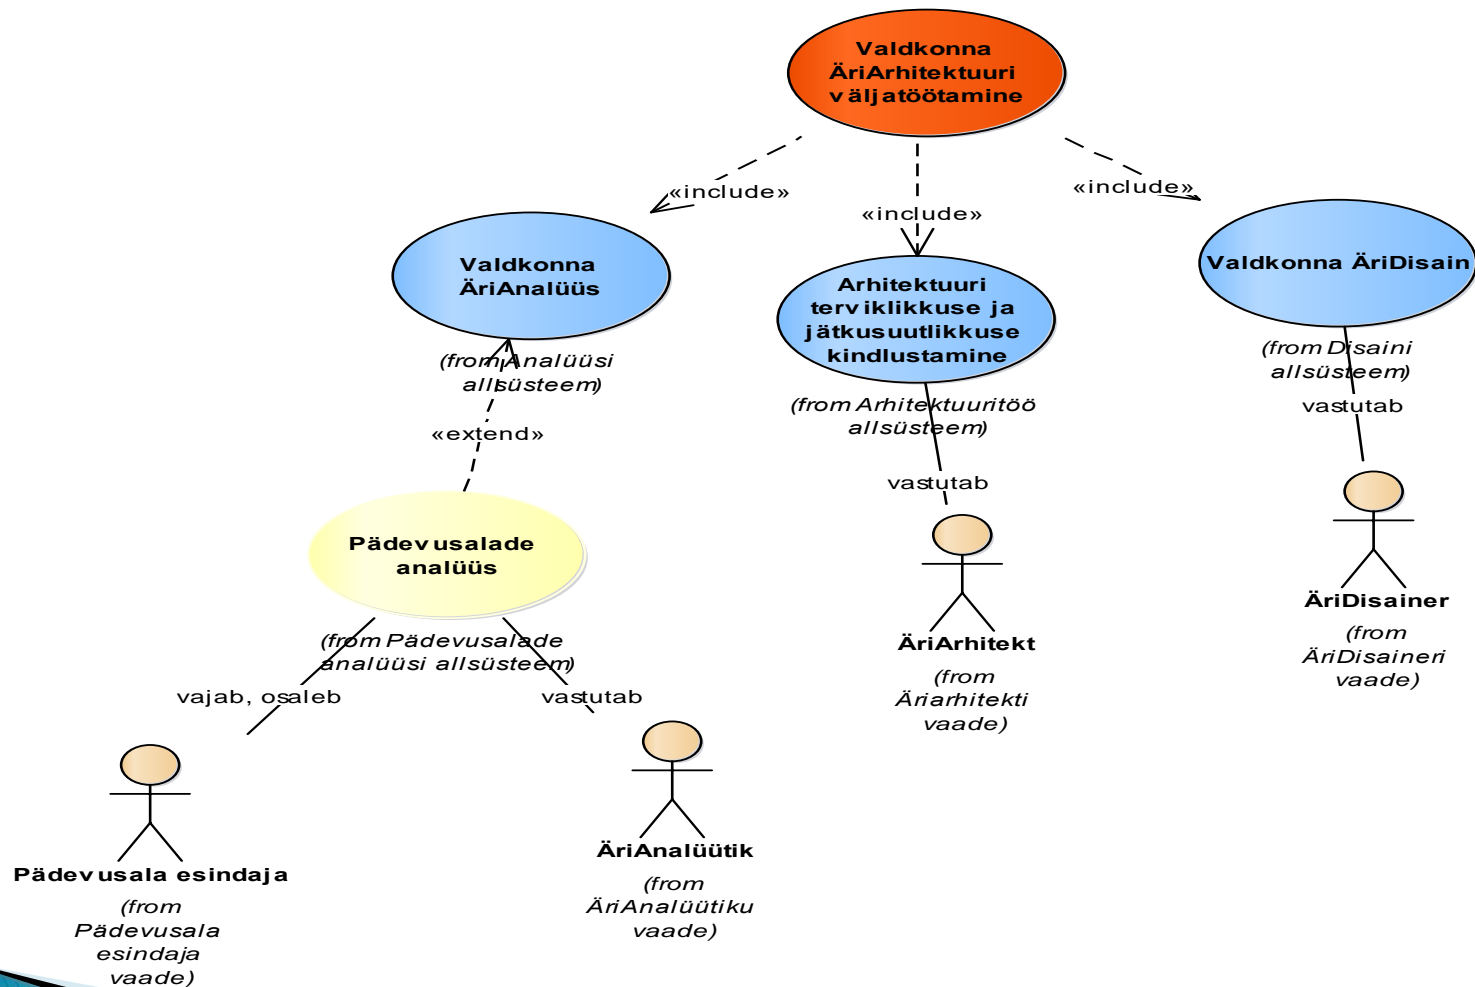 Valdkonna
ÄriArhitektuuri
väljatöötamine
«include»
«include»
«include»
Valdkonna
ÄriAnalüüs
(from Analüüsi
allsüsteem)
Arhitektuuri
terviklikkuse ja
jätkusuutlikkuse
kindlustamine
(from Arhitektuuritöö
allsüsteem)
Valdkonna ÄriDisain
(from Disaini
allsüsteem)
«extend»
vastutab
vastutab
Pädevusalade
analüüs
(from Pädevusalade
analüüsi allsüsteem)
vajab, osaleb
vastutab
ÄriArhitekt
(from
Äriarhitekti
vaade)
ÄriDisainer
(from
ÄriDisaineri
vaade)
Pädevusala esindaja
(from
Pädevusala
esindaja
vaade)
ÄriAnalüütik
(from
ÄriAnalüütiku
vaade)